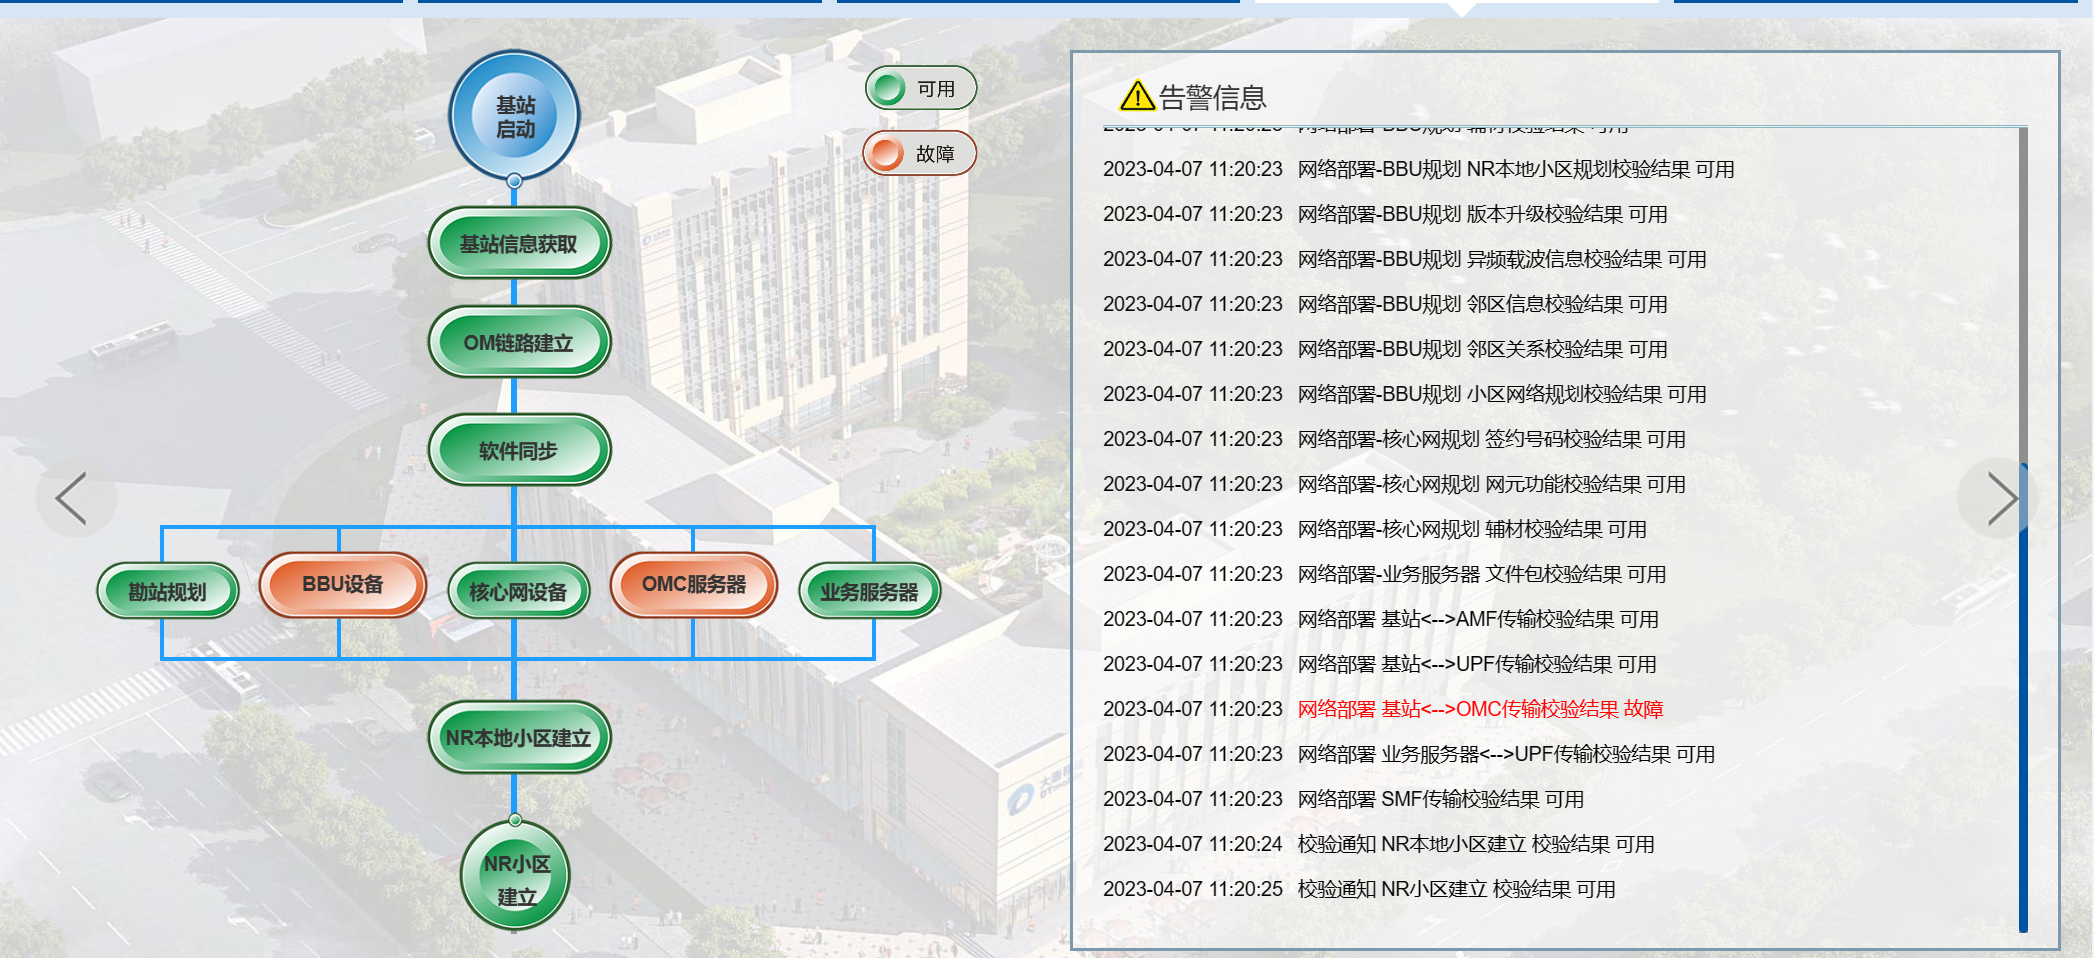 基站
启动
可用
故障
基站信息获取
OM链路建立
软件同步
勘站规划
BBU设备
核心网设备
OMC服务器
业务服务器
NR本地小区建立
NR小区
建立
告警信息
2023-04-07 11:20:23 网络部署-BBU规划 辅材校验结果 可用
2023-04-07 11:20:23 网络部署-BBU规划 NR本地小区规划校验结果 可用
2023-04-07 11:20:23 网络部署-BBU规划 版本升级校验结果 可用
2023-04-07 11:20:23 网络部署-BBU规划 异频载波信息校验结果 可用
2023-04-07 11:20:23 网络部署-BBU规划 邻区信息校验结果 可用
2023-04-07 11:20:23 网络部署-BBU规划 邻区关系校验结果 可用
2023-04-07 11:20:23 网络部署-BBU规划 小区网络规划校验结果 可用
2023-04-07 11:20:23 网络部署-核心网规划 签约号码校验结果 可用
2023-04-07 11:20:23 网络部署-核心网规划 网元功能校验结果 可用
2023-04-07 11:20:23 网络部署-核心网规划 辅材校验结果 可用
2023-04-07 11:20:23 网络部署-业务服务器 文件包校验结果 可用
2023-04-07 11:20:23 网络部署 基站<-->AMF传输校验结果 可用
2023-04-07 11:20:23 网络部署 基站<-->UPF传输校验结果 可用
2023-04-07 11:20:23 网络部署 基站<-->OMC传输校验结果 故障
2023-04-07 11:20:23 网络部署 业务服务器<-->UPF传输校验结果 可用
2023-04-07 11:20:23 网络部署 SMF传输校验结果 可用
2023-04-07 11:20:24 校验通知 NR本地小区建立 校验结果 可用
2023-04-07 11:20:25 校验通知 NR小区建立 校验结果 可用